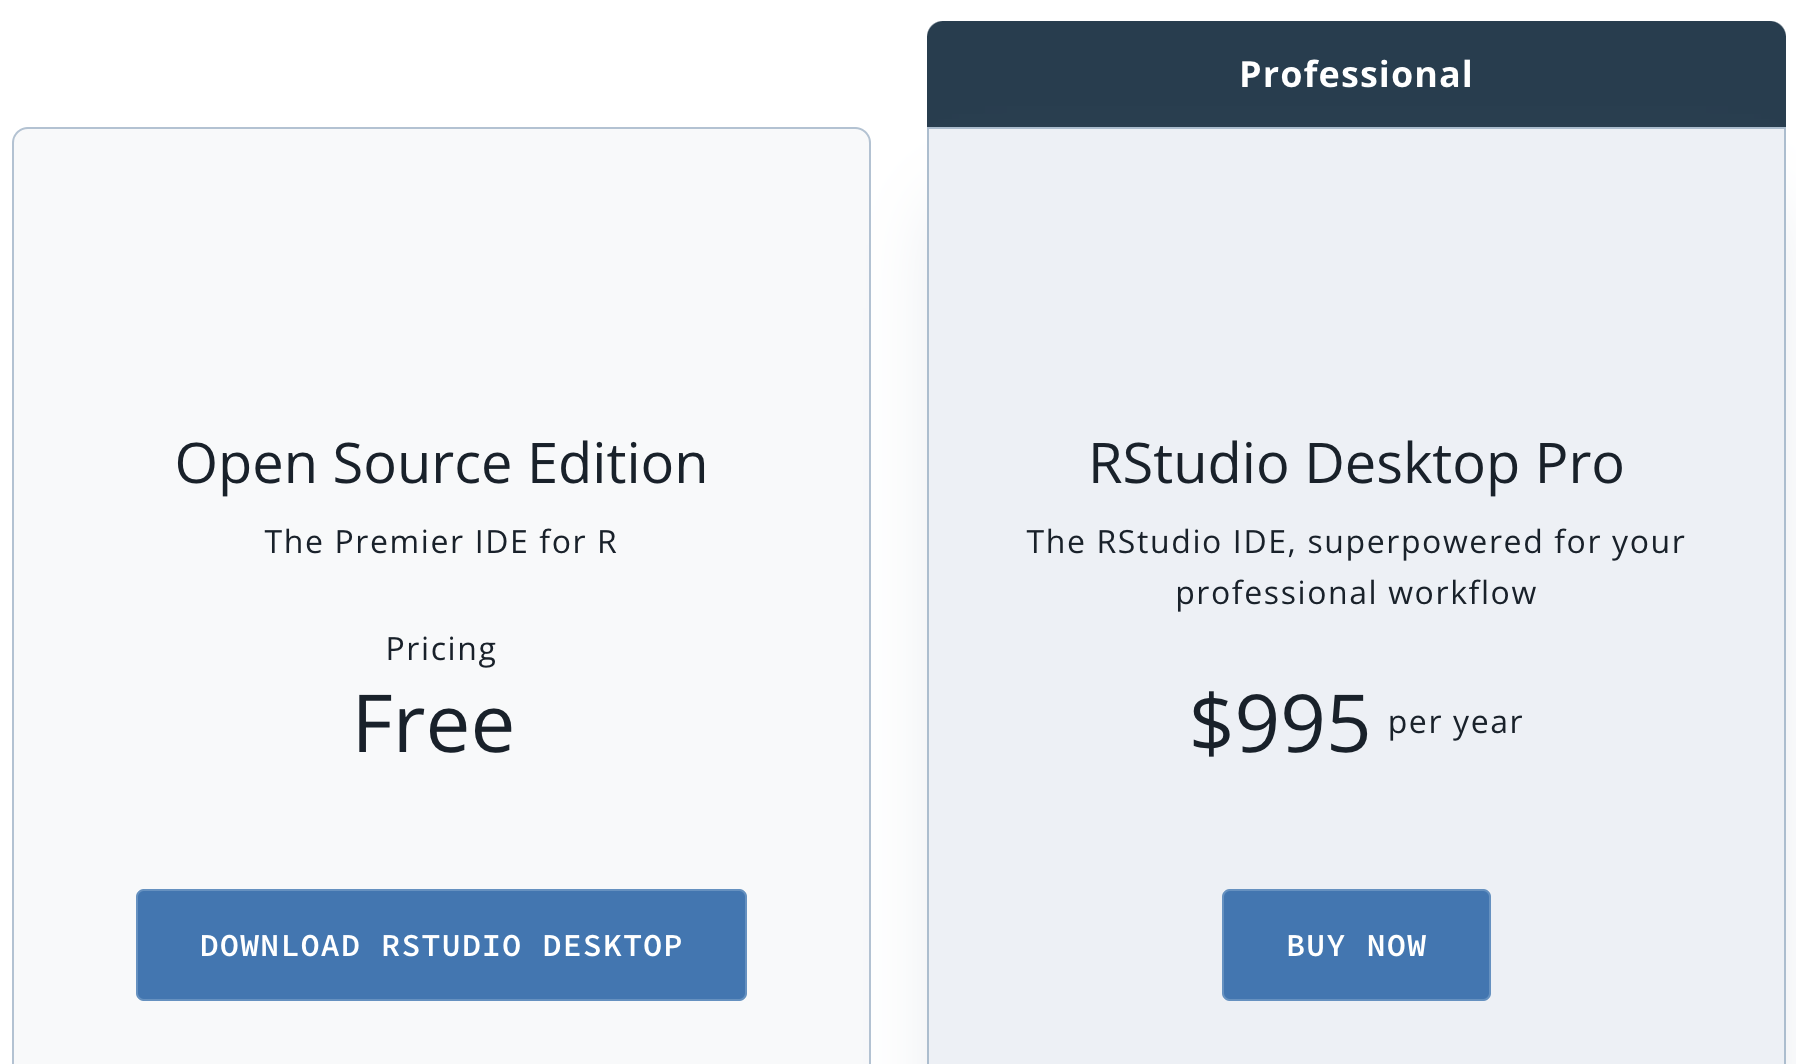 Open Source Edition
The Premier IDE for R
Pricing
Free
DOWNLOAD RSTUDIO DESKTOP
Professional
RStudio Desktop Pro
The RStudio IDE, superpowered for your
professional workflow
$995 per year
BUY NOW